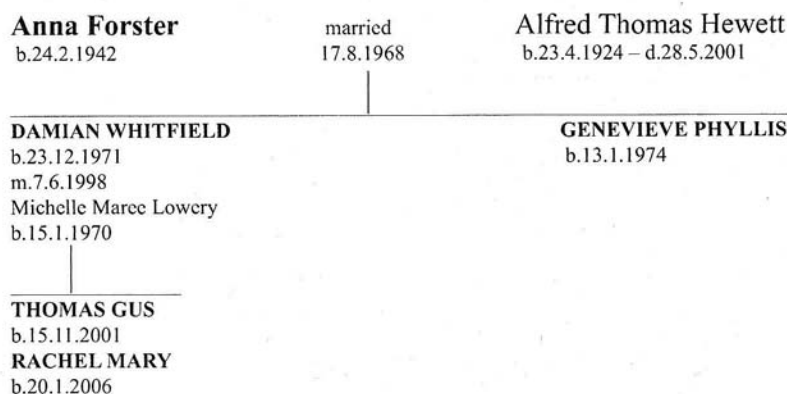 Anna Forster married Alfred Thomas Hewett
b.24.2.1942 17.8.1968 b.23.4.1924 – d.28.5.2001
DAMIAN WHITFIELD GENEVIEVE PHYLLIS
b.23.12.1971 b.13.1.1974
m.7.6.1998
Michelle Maree Lowery
b.15.1.1970
THOMAS GUS
b.15.11.2001
RACHEL MARY
b.20.1.2006